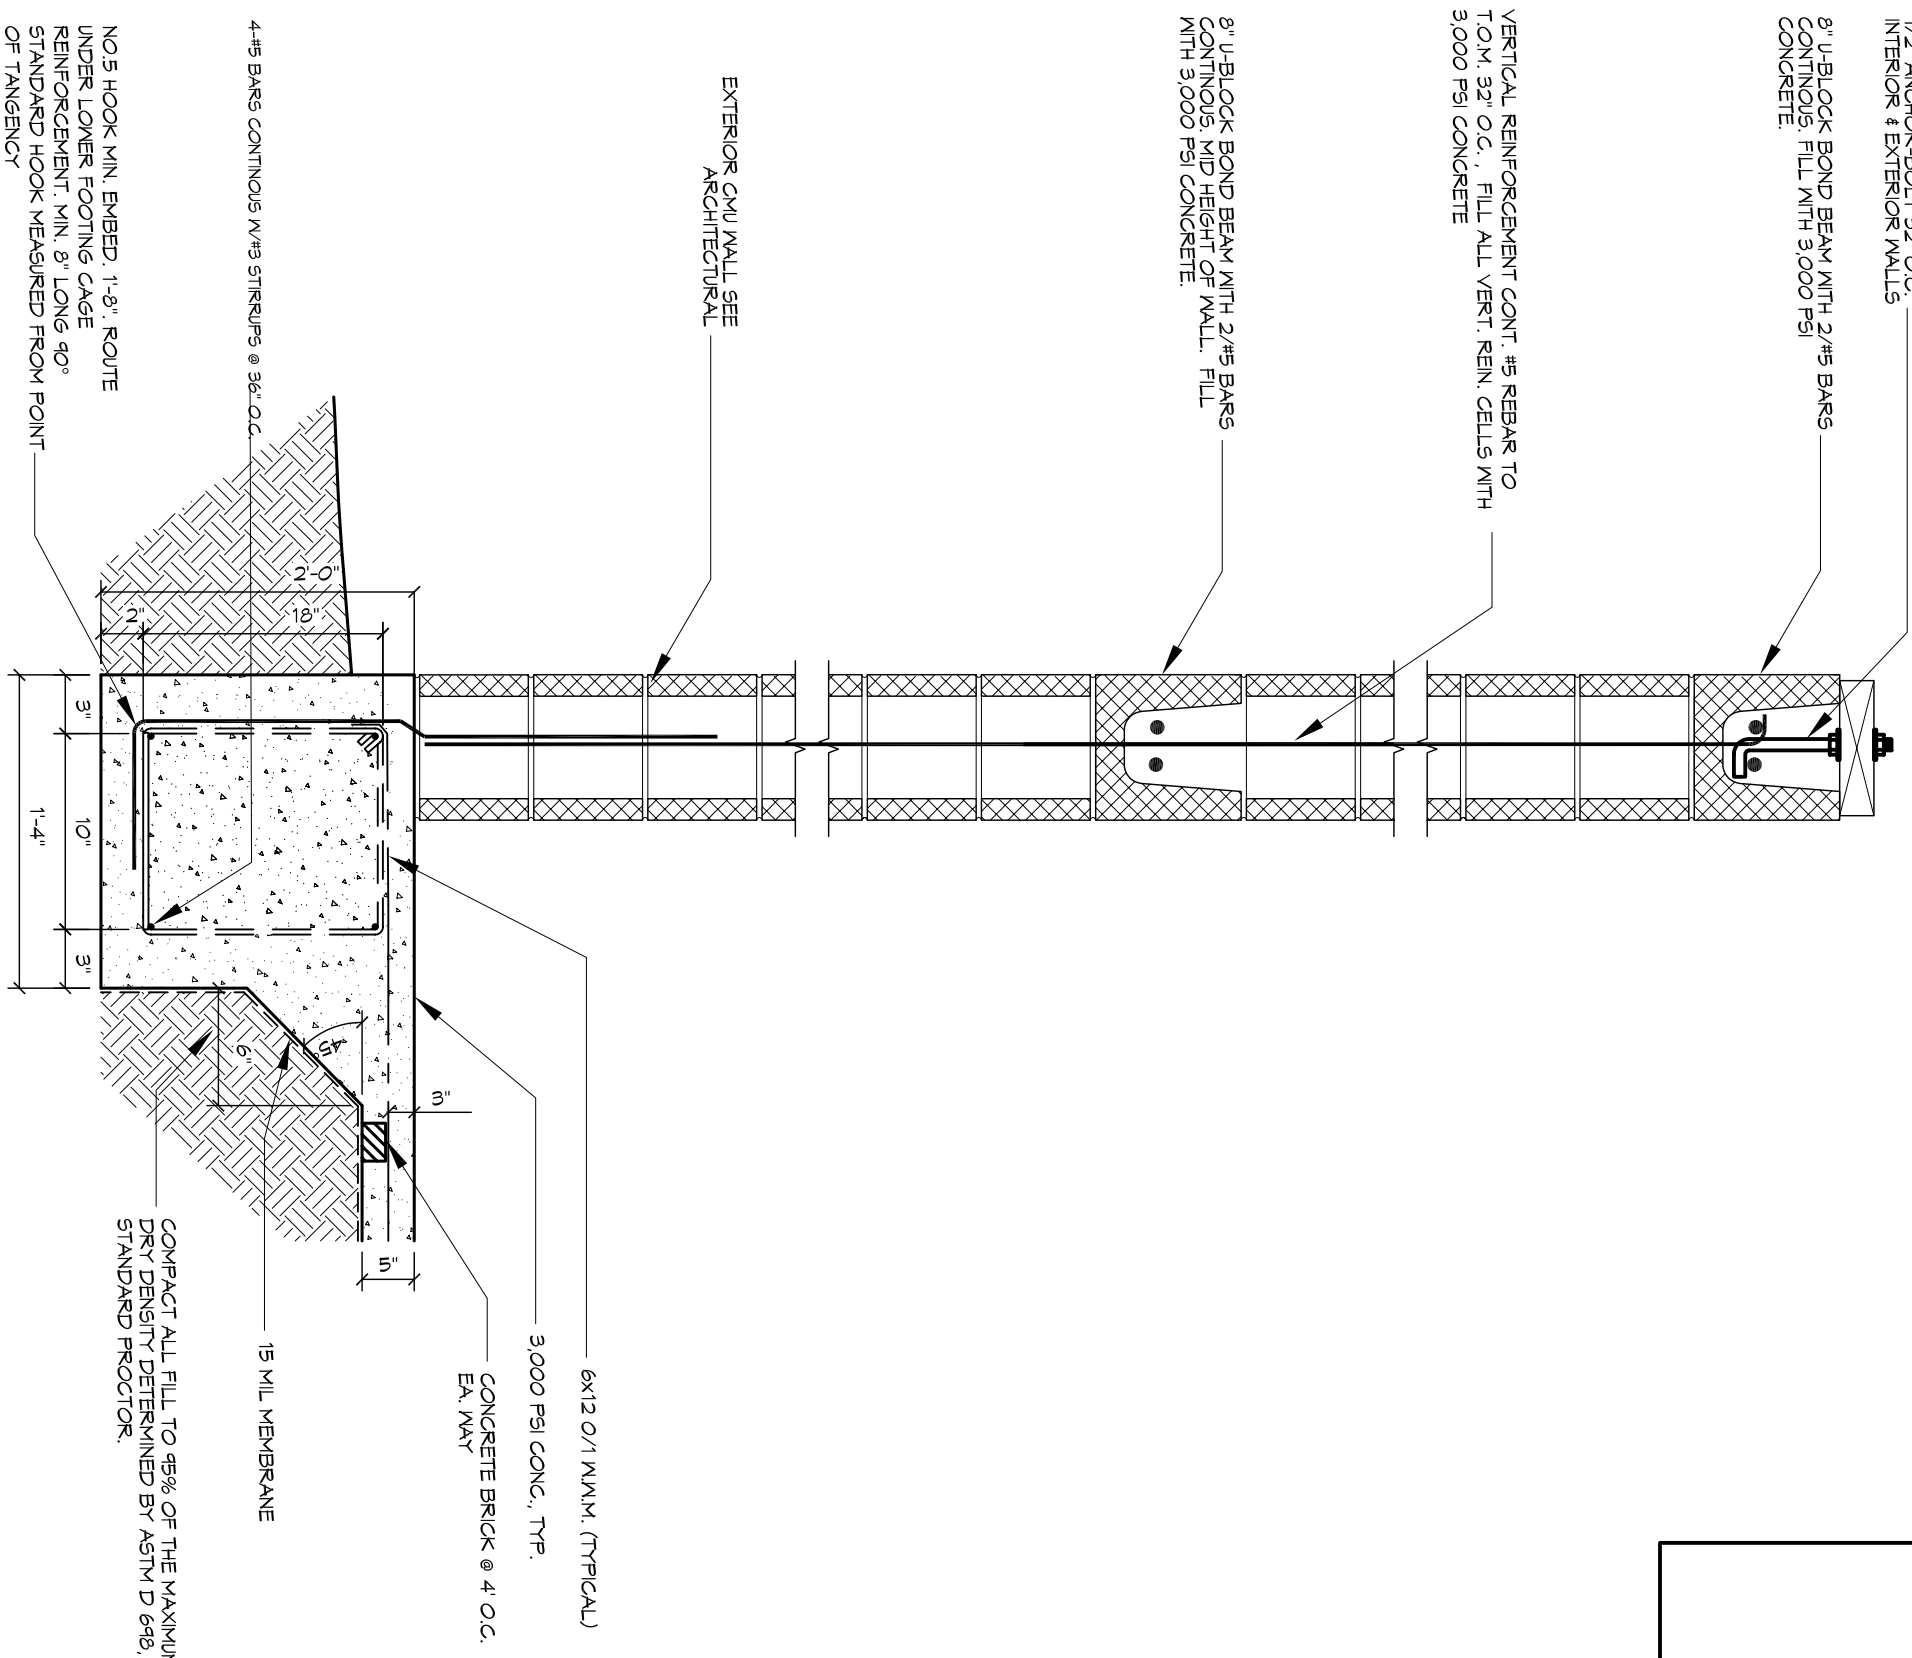 1/2" ANCHOR-BOLT 32" O.C.
INTERIOR & EXTERIOR WALLS
8" U-BLOCK BOND BEAM WITH 2/#5 BARS
CONTINOUS. FILL WITH 3,000 PSI
CONCRETE.
VERTICAL REINFORCEMENT CONT. #5 REBAR TO
T.O.M. 32" O.C., FILL ALL VERT. REIN. CELLS WITH
3,000 PSI CONCRETE
8" U-BLOCK BOND BEAM WITH 2/#5 BARS
CONTINOUS. MID HEIGHT OF WALL. FILL
WITH 3,000 PSI CONCRETE.
EXTERIOR CMU WALL SEE
ARCHITECTURAL
4-#5 BARS CONTINOUS W/#3 STIRRUPS @ 36" O.C.
NO.5 HOOK MIN. EMBED. 1'-8". ROUTE
UNDER LOWER FOOTING CAGE
REINFORCEMENT. MIN. 8" LONG 90°
STANDARD HOOK MEASURED FROM POINT
OF TANGENCY
2'-0"
18"
2"
3"
10"
3"
1'-4"
6"
45°
3"
5"
6X12 0/1 W.W.M. (TYPICAL)
3,000 PSI CONC., TYP.
CONCRETE BRICK @ 4' O.C.
EA. WAY
15 MIL MEMBRANE
COMPACT ALL FILL TO 95% OF THE MAXIMUM
DRY DENSITY DETERMINED BY ASTM D 698,
STANDARD PROCTOR.